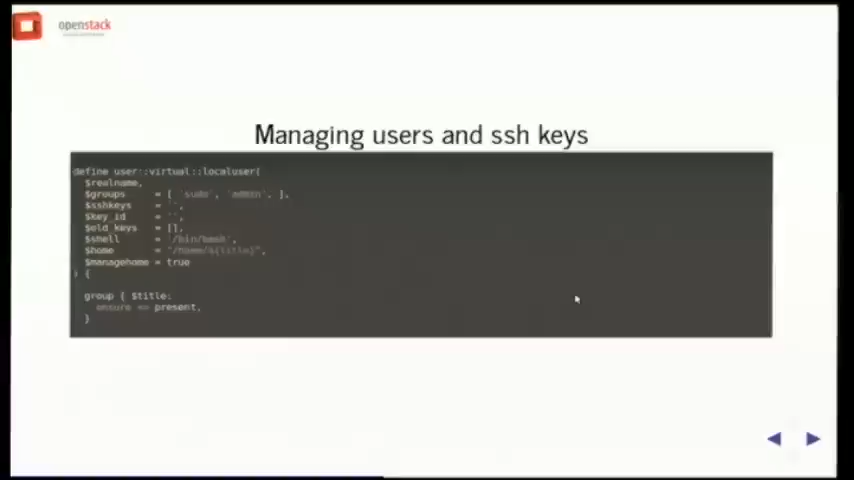 openstack
Managing users and ssh keys
define user::virtual::localuser(
$realname,
$groups = [ 'sudo', 'admin', ],
$sshkeys = '',
$key_id = '',
$old_keys = [],
$shell = '/bin/bash',
$home = "/home/${title}",
$managehome = true
) {
group { $title:
ensure => present,
}